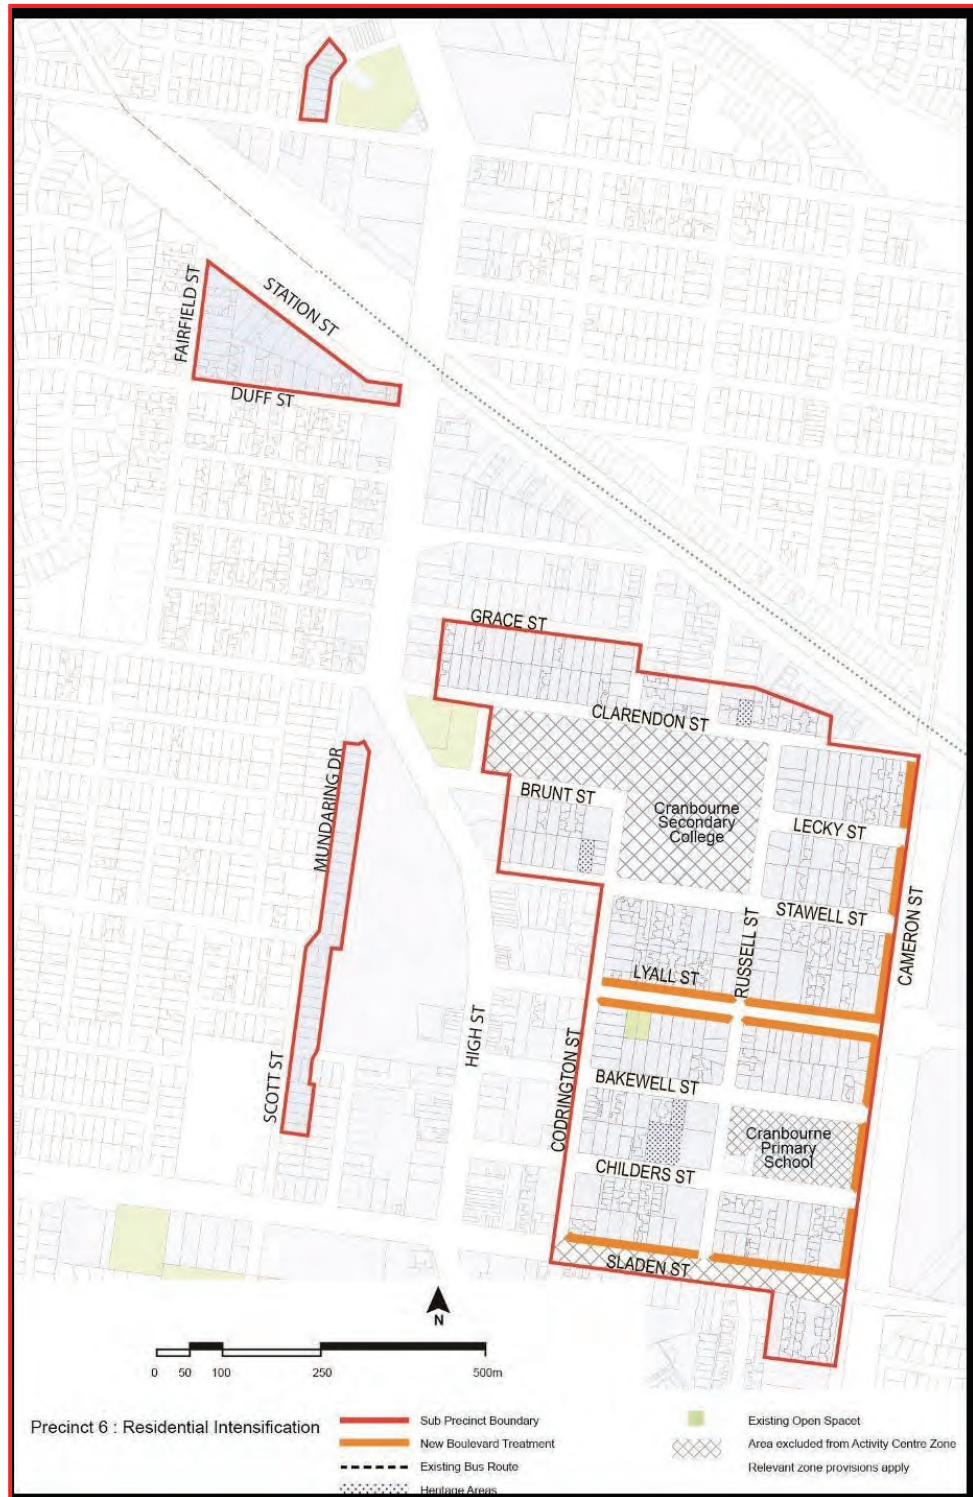 FAIRFIELD ST
STATION ST
DUFF ST
GRACE ST
CLARENDON ST
MUNDARING DR
BRUNT ST
Cranbourne
Secondary
College
LECKY ST
STAWELL ST
CAMERON ST
RUSSELL ST
LYALL ST
HIGH ST
CODRINGTON ST
SCOTT ST
BAKEWELL ST
Cranbourne
Primary
School
CHILDERS ST
SLADEN ST
N
0 50 100 250 500m
Precinct 6 : Residential Intensification
Sub Precinct Boundary
New Boulevard Treatment
Existing Bus Route
Heritage Areas
Existing Open Spacet
Area excluded from Activity Centre Zone
Relevant zone provisions apply